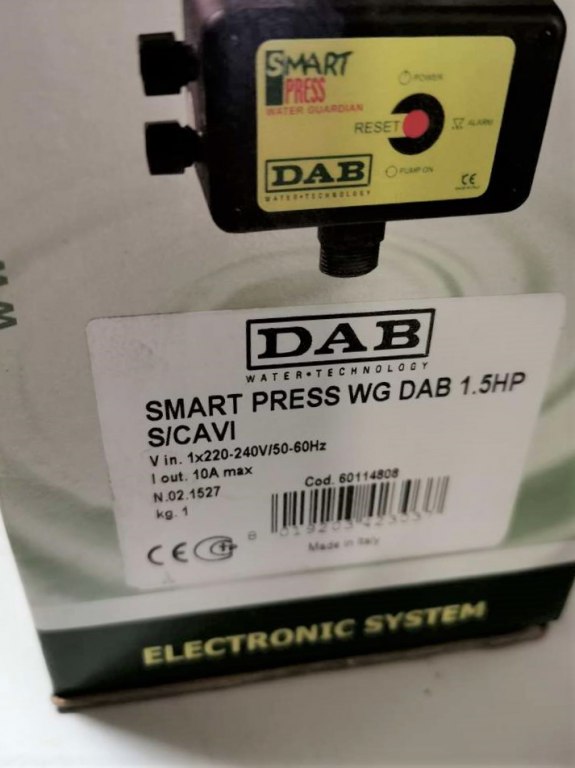 SMART
PRESS
WATER GUARDIAN
POWER
RESET
ALARM
PUMP ON
DAB
WATER•TECHNOLOGY
CE
DAB
WATER•TECHNOLOGY
SMART PRESS WG DAB 1.5HP
S/CAVI
V in. 1x220-240V/50-60Hz
I out. 10A max
N.02.1527
kg. 1
Cod. 60114808
CE
Made in Italy
ELECTRONIC SYSTEM